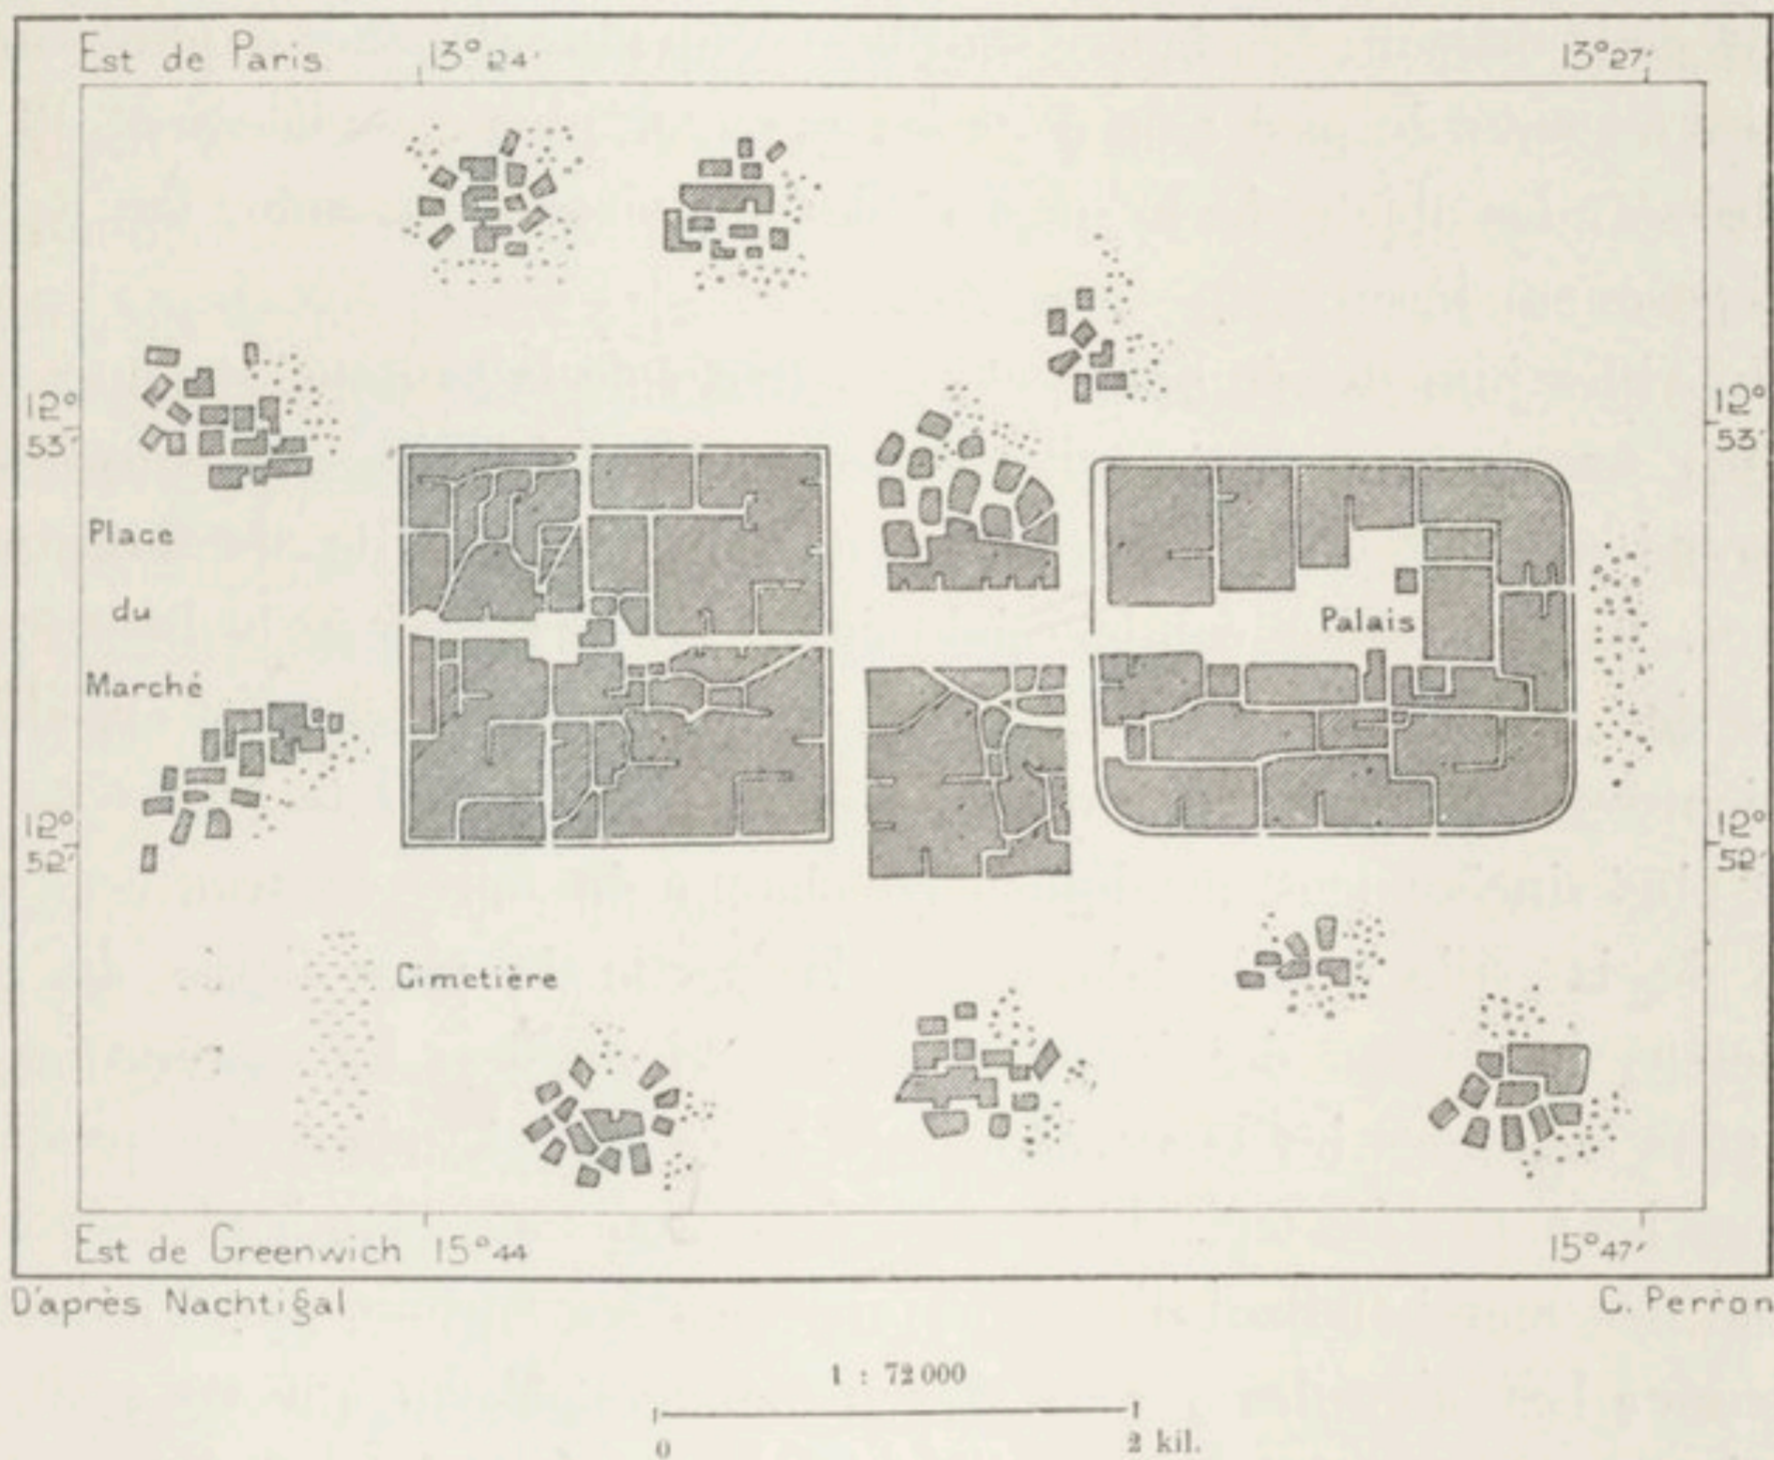 Est de Paris 13°24' 13°27'
12° 12°
53' 53'
Place
du
Marché
Palais
12° 12°
52' 52'
Cimetière
Est de Greenwich 15°44 15°47'
D'après Nachtigal C. Perron
1 : 72 000
0 2 kil.